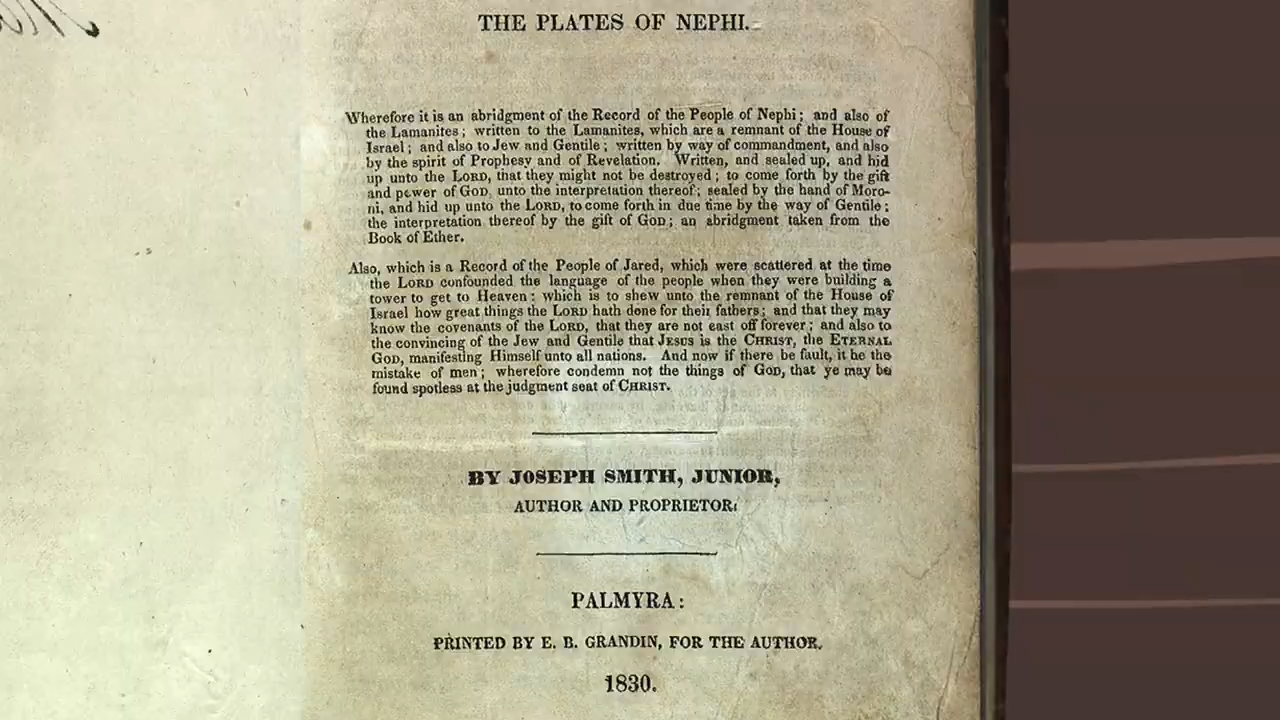 THE PLATES OF NEPHI.
Wherefore it is an abridgment of the Record of the People of Nephi; and also of
the Lamanites; written to the Lamanites, which are a remnant of the House of
Israel; and also to Jew and Gentile; written by way of commandment, and also
by the spirit of Prophesy and of Revelation. Written, and sealed up, and hid
up unto the LORD, that they might not be destroyed; to come forth by the gift
and power of GOD, unto the interpretation thereof; sealed by the hand of Moro-
ni, and hid up unto the LORD, to come forth in due time by the way of Gentile;
the interpretation thereof by the gift of GOD; an abridgment taken from the
Book of Ether.
Also, which is a Record of the People of Jared, which were scattered at the time
the LORD confounded the language of the people when they were building a
tower to get to Heaven: which is to shew unto the remnant of the House of
Israel how great things the LORD hath done for their fathers; and that they may
know the covenants of the LORD, that they are not cast off forever; and also to
the convincing of the Jew and Gentile that JESUS is the CHRIST, the ETERNAL
GOD, manifesting Himself unto all nations. And now if there be fault, it be the
mistake of men; wherefore condemn not the things of GOD, that ye may be
found spotless at the judgment seat of CHRIST.
BY JOSEPH SMITH, JUNIOR,
AUTHOR AND PROPRIETOR.
PALMYRA:
PRINTED BY E. B. GRANDIN, FOR THE AUTHOR.
1830.